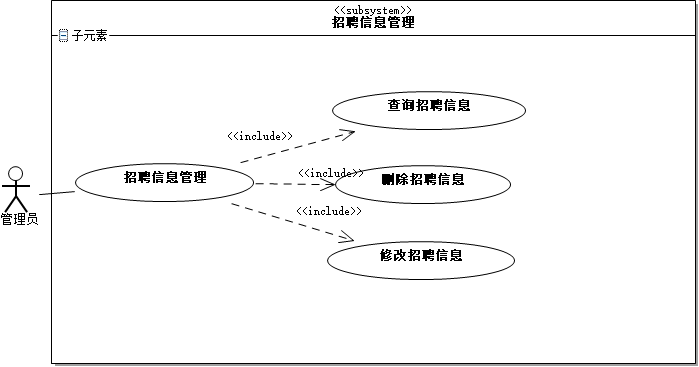 <<subsystem>>
招聘信息管理
子元素
查询招聘信息
<<include>>
招聘信息管理
<<include>>
删除招聘信息
管理员
<<include>>
修改招聘信息